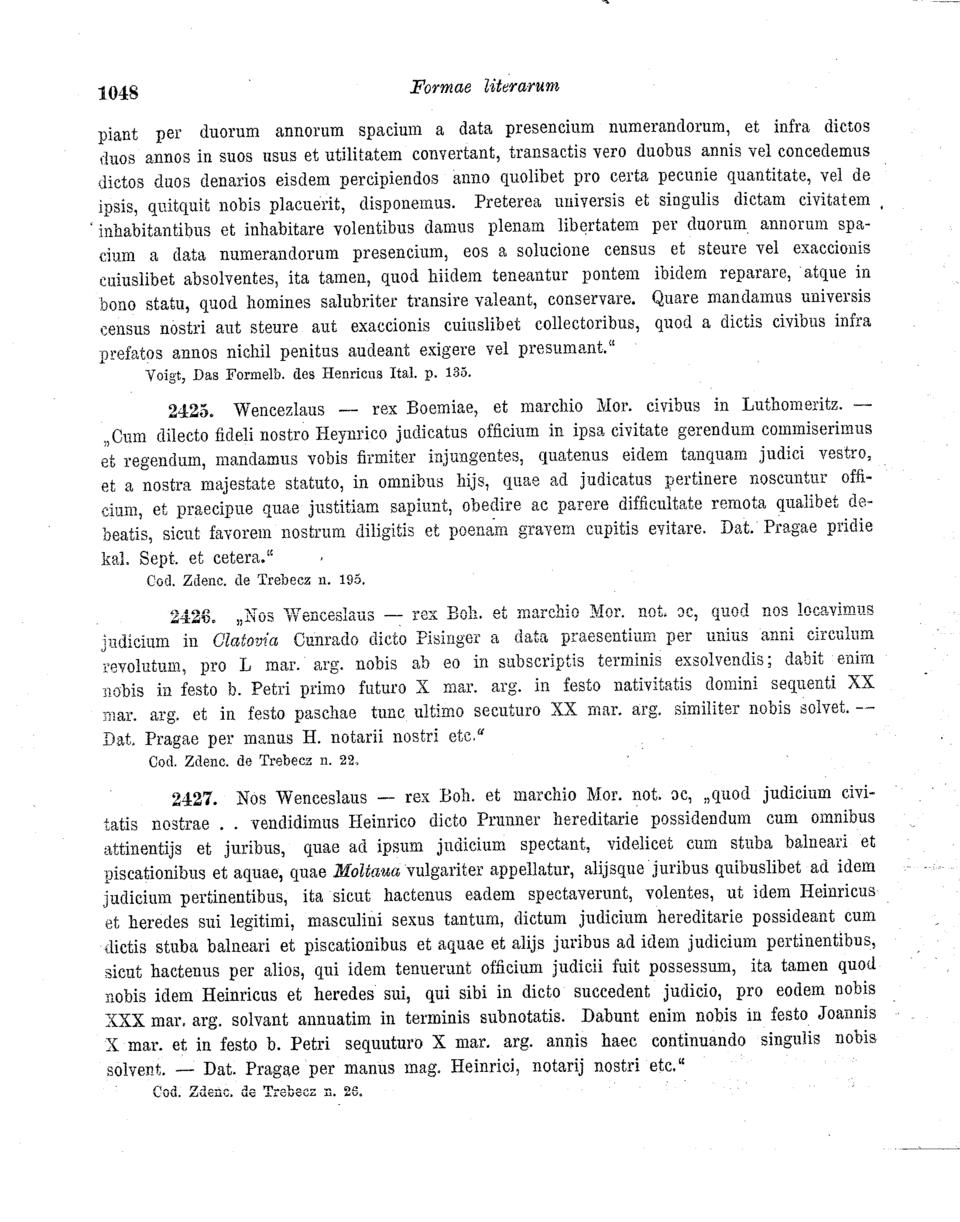 1048
Formae literarum
piant per duorum annorum spacium a data presencium numerandorum, et infra dictos
duos annos in suos usus et utilitatem convertant, transactis vero duobus annis vel concedemus
dictos duos denarios eisdem percipiendos anno quolibet pro certa pecunie quantitate, vel de
ipsis, quitquit nobis placuerit, disponemus. Preterea universis et singulis dictam civitatem
inhabitantibus et inhabitare volentibus damus plenam libertatem per duorum annorum spa-
cium a data numerandorum presencium, eos a solucione census et steure vel exaccionis
cuiuslibet absolventes, ita tamen, quod hiidem teneantur pontem ibidem reparare, atque in
bono statu, quod homines salubriter transire valeant, conservare. Quare mandamus universis
census nostri aut steure aut exaccionis cuiuslibet collectoribus, quod a dictis civibus infra
prefatos annos nichil penitus audeant exigere vel presumant.“
Voigt, Das Formelb. des Henricus Ital. p. 135.
2425. Wencezlaus — rex Boemiae, et marchio Mor. civibus in Luthomeritz. —
„Cum dilecto fideli nostro Heynrico judicatus officium in ipsa civitate gerendum commiserimus
et regendum, mandamus vobis firmiter injungentes, quatenus eidem tanquam judici vestro,
et a nostra majestate statuto, in omnibus hijs, quae ad judicatus pertinere noscuntur offi-
cium, et praecipue quae justitiam sapiunt, obedire ac parere difficultate remota qualibet de-
beatis, sicut favorem nostrum diligitis et poenam gravem cupitis evitare. Dat. Pragae pridie
kal. Sept. et cetera.“
Cod. Zdenc. de Trebecz n. 195.
2426. „Nos Wenceslaus — rex Boh. et marchio Mor. not. ɔc, quod nos locavimus
judicium in Clatovia Cunrado dicto Pisinger a data praesentium per unius anni circulum
revolutum, pro L mar. arg. nobis ab eo in subscriptis terminis exsolvendis; dabit enim
nobis in festo b. Petri primo futuro X mar. arg. in festo nativitatis domini sequenti XX
mar. arg. et in festo paschae tunc ultimo secuturo XX mar. arg. similiter nobis solvet. —
Dat. Pragae per manus H. notarii nostri etc.“
Cod. Zdenc. de Trebecz n. 22.
2427. Nos Wenceslaus — rex Boh. et marchio Mor. not. ɔc, „quod judicium civi-
tatis nostrae . . vendidimus Heinrico dicto Prunner hereditarie possidendum cum omnibus
attinentijs et juribus, quae ad ipsum judicium spectant, videlicet cum stuba balneari et
piscationibus et aquae, quae Moltaua vulgariter appellatur, alijsque juribus quibuslibet ad idem
judicium pertinentibus, ita sicut hactenus eadem spectaverunt, volentes, ut idem Heinricus
et heredes sui legitimi, masculini sexus tantum, dictum judicium hereditarie possideant cum
dictis stuba balneari et piscationibus et aquae et alijs juribus ad idem judicium pertinentibus,
sicut hactenus per alios, qui idem tenuerunt officium judicii fuit possessum, ita tamen quod
nobis idem Heinricus et heredes sui, qui sibi in dicto succedent judicio, pro eodem nobis
XXX mar. arg. solvant annuatim in terminis subnotatis. Dabunt enim nobis in festo Joannis
X mar. et in festo b. Petri sequuturo X mar. arg. annis haec continuando singulis nobis
solvent. — Dat. Pragae per manus mag. Heinrici, notarij nostri etc.“
Cod. Zdenc. de Trebecz n. 26.